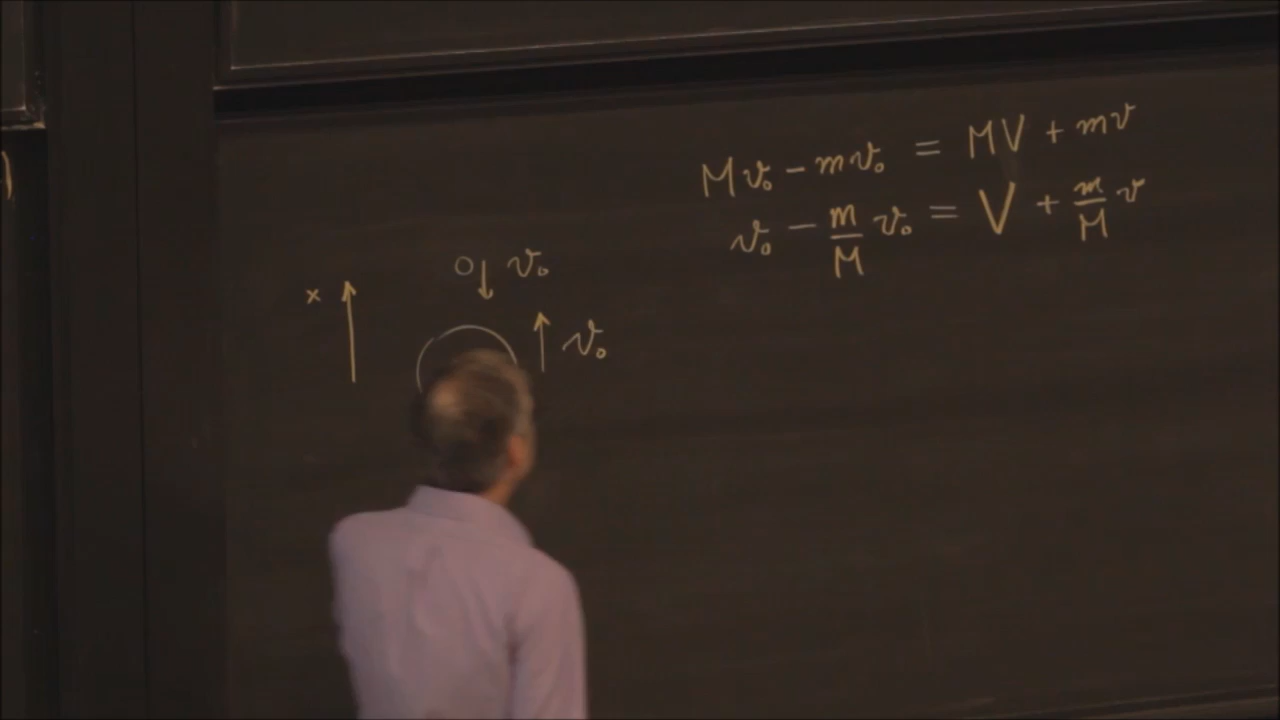 Mv₀ − mv₀ = MV + mv
v₀ − m/M v₀ = V + m/M v
v₀
x
v₀